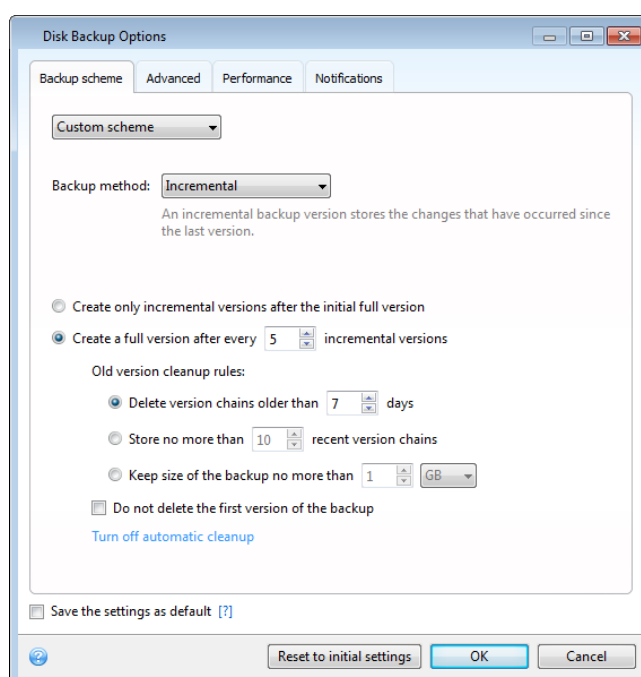 Disk Backup Options
Backup scheme Advanced Performance Notifications
Custom scheme
Backup method: Incremental
An incremental backup version stores the changes that have occurred since
the last version.
Create only incremental versions after the initial full version
Create a full version after every 5 incremental versions
Old version cleanup rules:
Delete version chains older than 7 days
Store no more than 10 recent version chains
Keep size of the backup no more than 1 GB
Do not delete the first version of the backup
Turn off automatic cleanup
Save the settings as default [?]
? Reset to initial settings OK Cancel